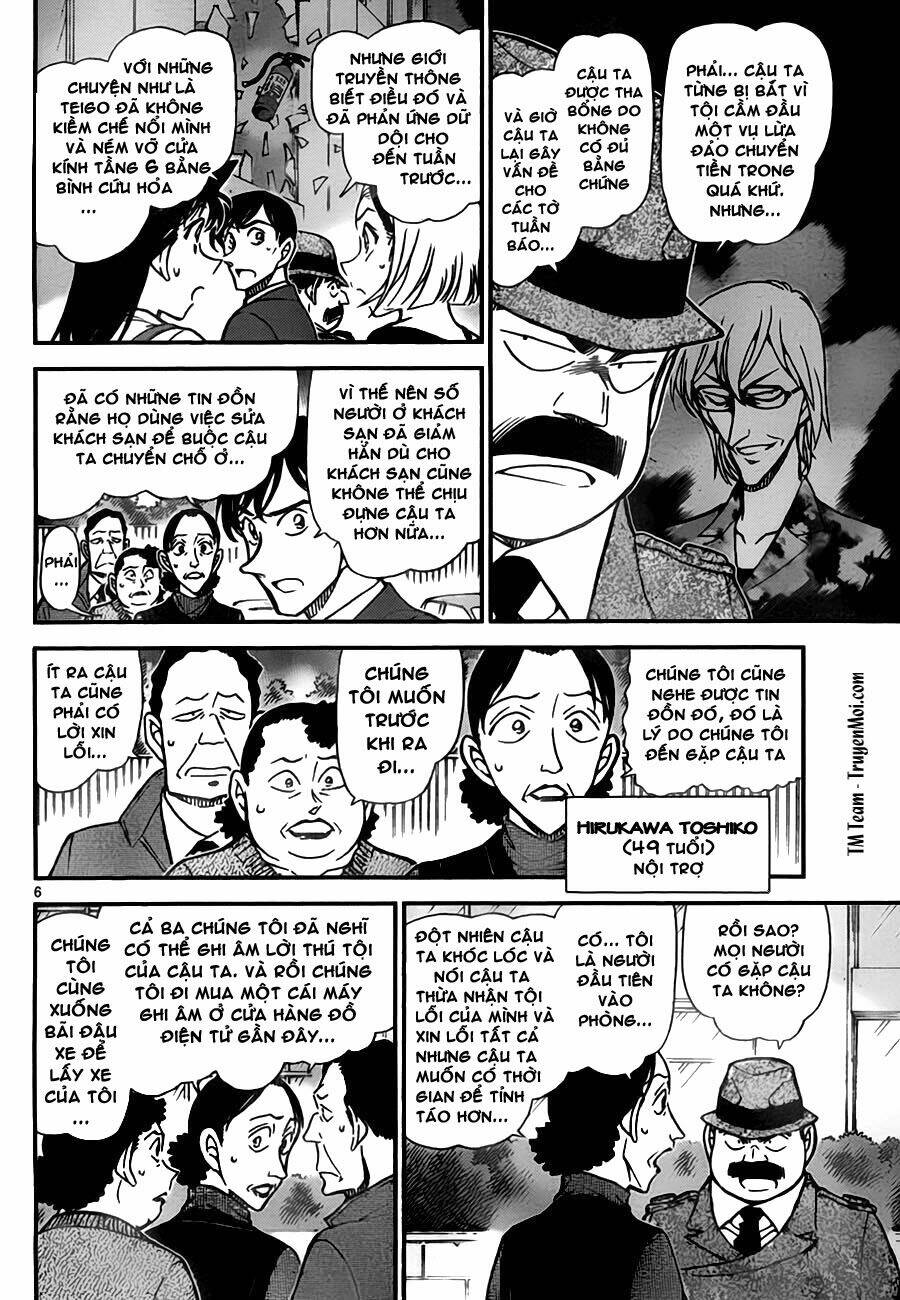 PHẢI... CẬU TA
TỪNG BỊ BẮT VÌ
TỘI CẦM ĐẦU
MỘT VỤ LỪA
ĐẢO CHUYỂN
TIỀN TRONG
QUÁ KHỨ.
NHƯNG...
CẬU TA
ĐƯỢC THA
BỔNG DO
KHÔNG
CÓ ĐỦ
BẰNG
CHỨNG
VÀ GIỜ
CẬU TA
LẠI GÂY
VẤN ĐỀ
CHO
CÁC TỜ
TUẦN
BÁO...
NHƯNG GIỚI
TRUYỀN THÔNG
BIẾT ĐIỀU ĐÓ VÀ
ĐÃ PHẢN ỨNG DỮ
DỘI CHO
ĐẾN TUẦN
TRƯỚC...
VỚI NHỮNG
CHUYỆN NHƯ LÀ
TEIGO ĐÃ KHÔNG
KIỀM CHẾ NỔI MÌNH
VÀ NÉM VỠ CỬA
KÍNH TẦNG 6 BẰNG
BÌNH CỨU HỎA
...
VÌ THẾ NÊN SỐ
NGƯỜI Ở KHÁCH
SẠN ĐÃ GIẢM
HẲN DÙ CHO
KHÁCH SẠN CŨNG
KHÔNG THỂ CHỊU
ĐỤNG CẬU TA
HƠN NỮA...
ĐÃ CÓ NHỮNG TIN ĐỒN
RẰNG HỌ DÙNG VIỆC SỬA
KHÁCH SẠN ĐỂ BUỘC CẬU
TA CHUYỂN CHỖ Ở...
PHẢI
...
CHÚNG TÔI CŨNG
NGHE ĐƯỢC TIN
ĐỒN ĐÓ, ĐÓ LÀ
LÝ DO CHÚNG TÔI
ĐẾN GẶP CẬU TA
HIRUKAWA TOSHIKO
(49 TUỔI)
NỘI TRỢ
CHÚNG
TÔI MUỐN
TRƯỚC
KHI RA
ĐI...
ÍT RA CẬU
TA CŨNG
PHẢI CÓ
LỜI XIN
LỖI...
TM Team - TruyenMoi.com
6
RỒI SAO?
MỌI NGƯỜI
CÓ GẶP CẬU
TA KHÔNG?
CÓ... TÔI
LÀ NGƯỜI
ĐẦU TIÊN
VÀO
PHÒNG...
ĐỘT NHIÊN CẬU
TA KHÓC LÓC VÀ
NÓI CẬU TA
THỪA NHẬN TỘI
LỖI CỦA MÌNH VÀ
XIN LỖI TẤT CẢ
NHƯNG CẬU TA
MUỐN CÓ THỜI
GIAN ĐỂ TỈNH
TÁO HƠN...
CẢ BA CHÚNG TÔI ĐÃ NGHĨ
CÓ THỂ GHI ÂM LỜI THÚ TỘI
CỦA CẬU TA. VÀ RỒI CHÚNG
TÔI ĐI MUA MỘT CÁI MÁY
GHI ÂM Ở CỬA HÀNG ĐỒ
ĐIỆN TỬ GẦN ĐÂY...
CHÚNG
TÔI
CÙNG
XUỐNG
BÃI ĐẬU
XE ĐỂ
LẤY XE
CỦA TÔI
...